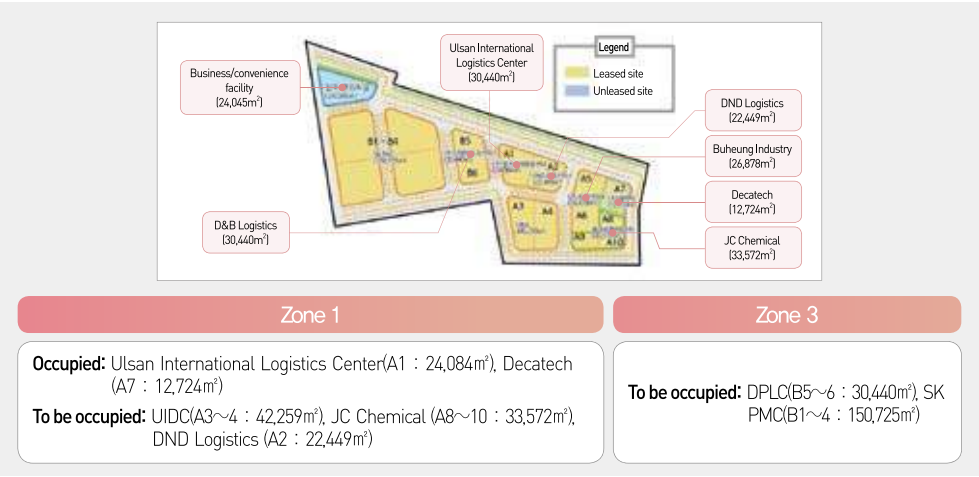 Ulsan International
Logistics Center
(30,440㎡)
Legend
Leased site
Unleased site
Business/convenience
facility
(24,045㎡)
DND Logistics
(22,449㎡)
Buheung Industry
(26,878㎡)
Decatech
(12,724㎡)
JC Chemical
(33,572㎡)
D&B Logistics
(30,440㎡)
B1 - B4
B5
B6
A1
A2
A5
A7
A3
A4
A6
A8
A9
A10
Zone 1
Occupied: Ulsan International Logistics Center(A1 : 24,084㎡), Decatech
(A7 : 12,724㎡)
To be occupied: UIDC(A3～4 : 42,259㎡), JC Chemical (A8～10 : 33,572㎡),
DND Logistics (A2 : 22,449㎡)
Zone 3
To be occupied: DPLC(B5～6 : 30,440㎡), SK
PMC(B1～4 : 150,725㎡)